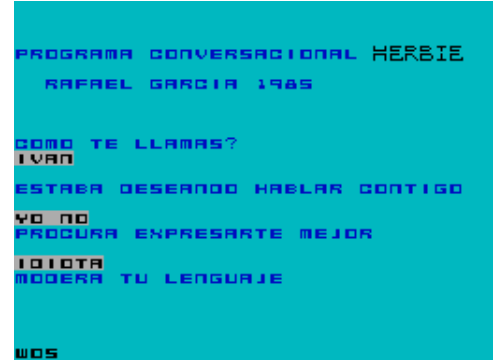 PROGRAMA CONVERSACIONAL HERBIE
RAFAEL GARCIA 1985
COMO TE LLAMAS?
IVAN
ESTABA DESEANDO HABLAR CONTIGO
YO NO
PROCURA EXPRESARTE MEJOR
IDIOTA
MODERA TU LENGUAJE
WOS